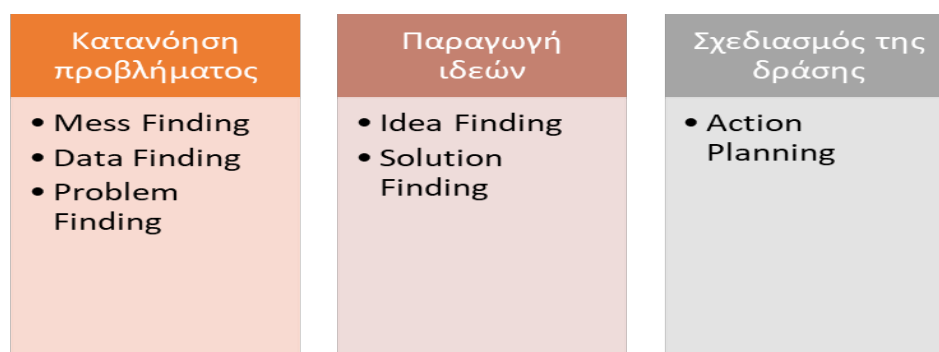 Κατανόηση
προβλήματος
• Mess Finding
• Data Finding
• Problem
Finding
Παραγωγή
ιδεών
• Idea Finding
• Solution
Finding
Σχεδιασμός της
δράσης
• Action
Planning